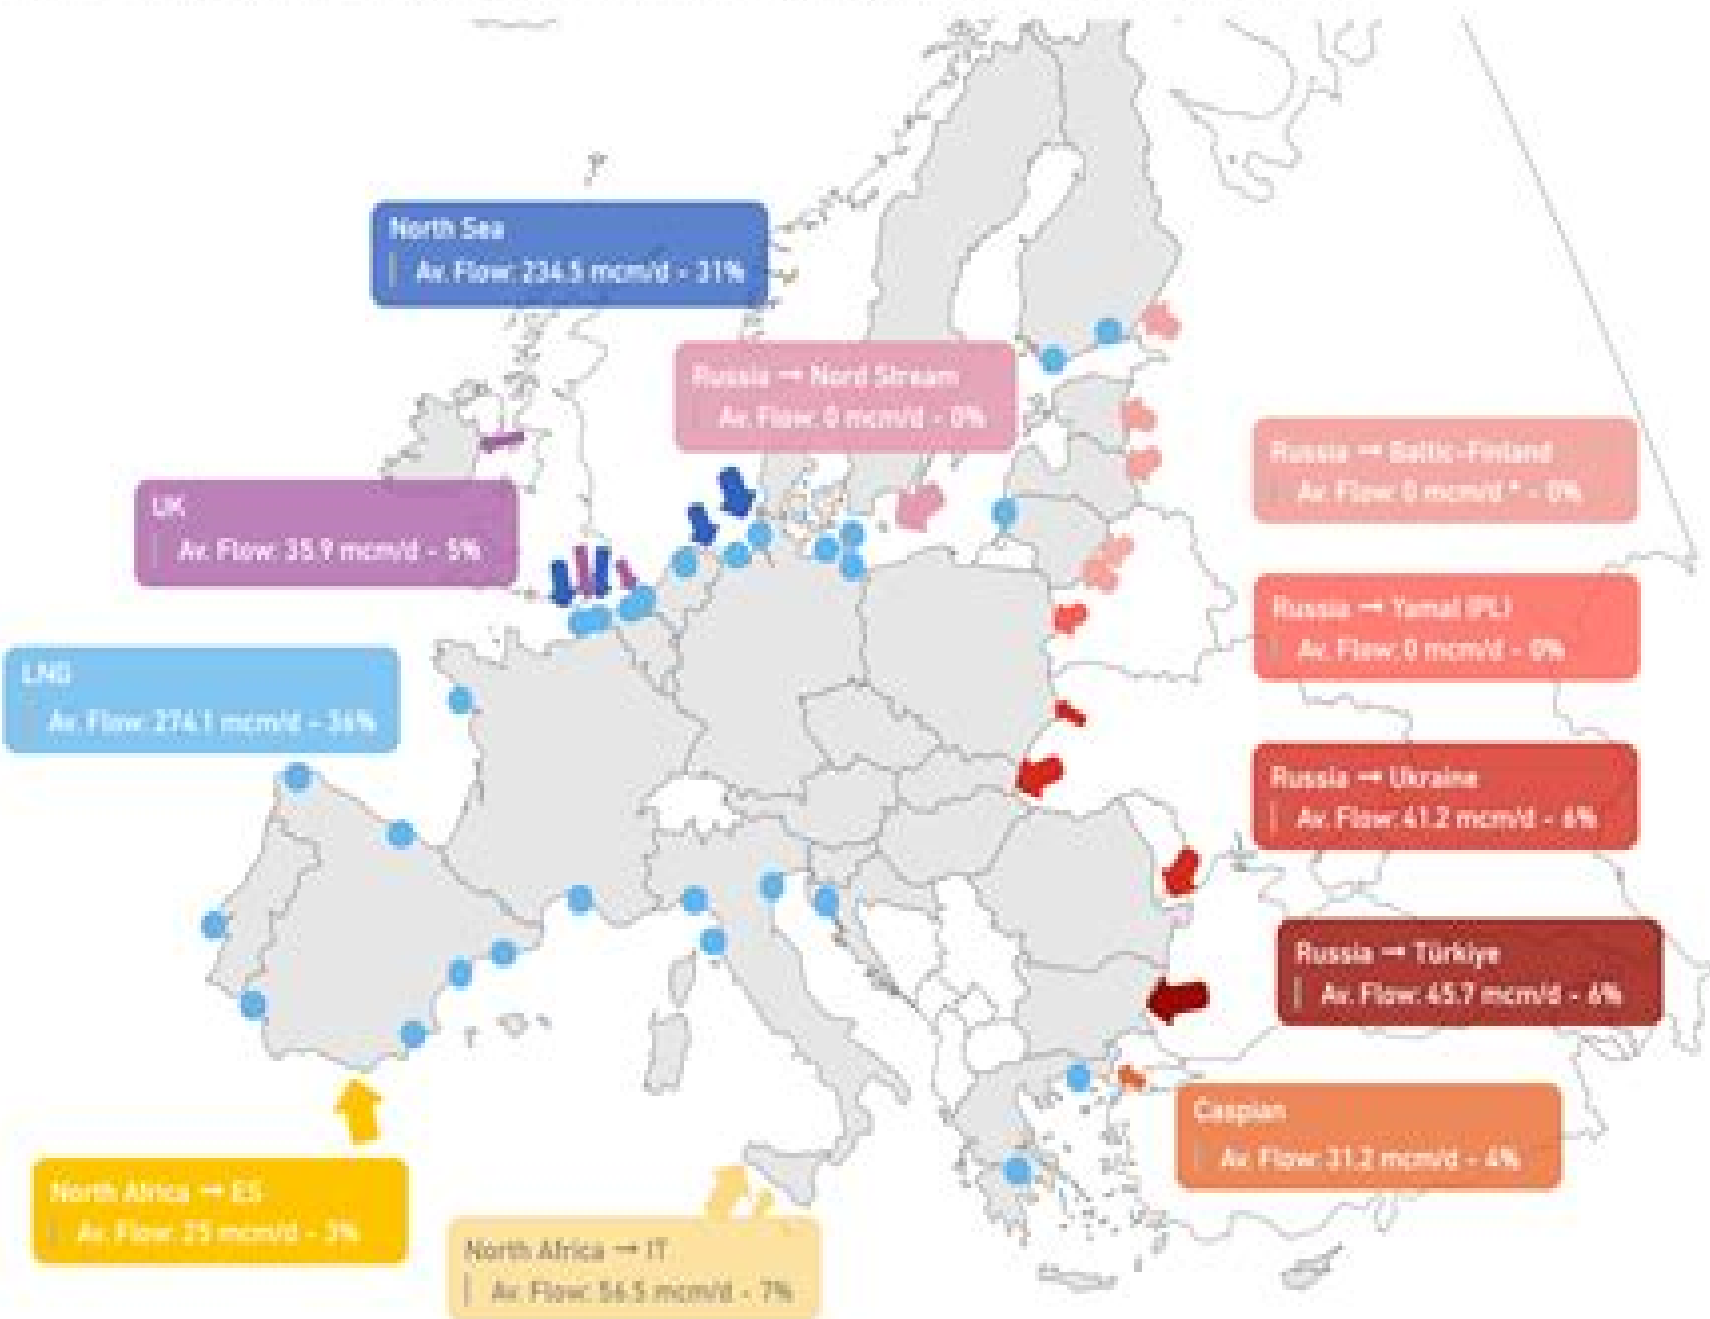 North Sea
Av. Flow: 234.5 mcm/d - 31%
Russia → Nord Stream
Av. Flow: 0 mcm/d - 0%
Russia → Baltic-Finland
Av. Flow: 0 mcm/d * - 0%
UK
Av. Flow: 35.9 mcm/d - 5%
Russia → Yamal (PL)
Av. Flow: 0 mcm/d - 0%
LNG
Av. Flow: 274.1 mcm/d - 36%
Russia → Ukraine
Av. Flow: 41.2 mcm/d - 6%
Russia → Türkiye
Av. Flow: 45.7 mcm/d - 6%
Caspian
Av. Flow: 31.2 mcm/d - 4%
North Africa → ES
Av. Flow: 25 mcm/d - 3%
North Africa → IT
Av. Flow: 56.5 mcm/d - 7%